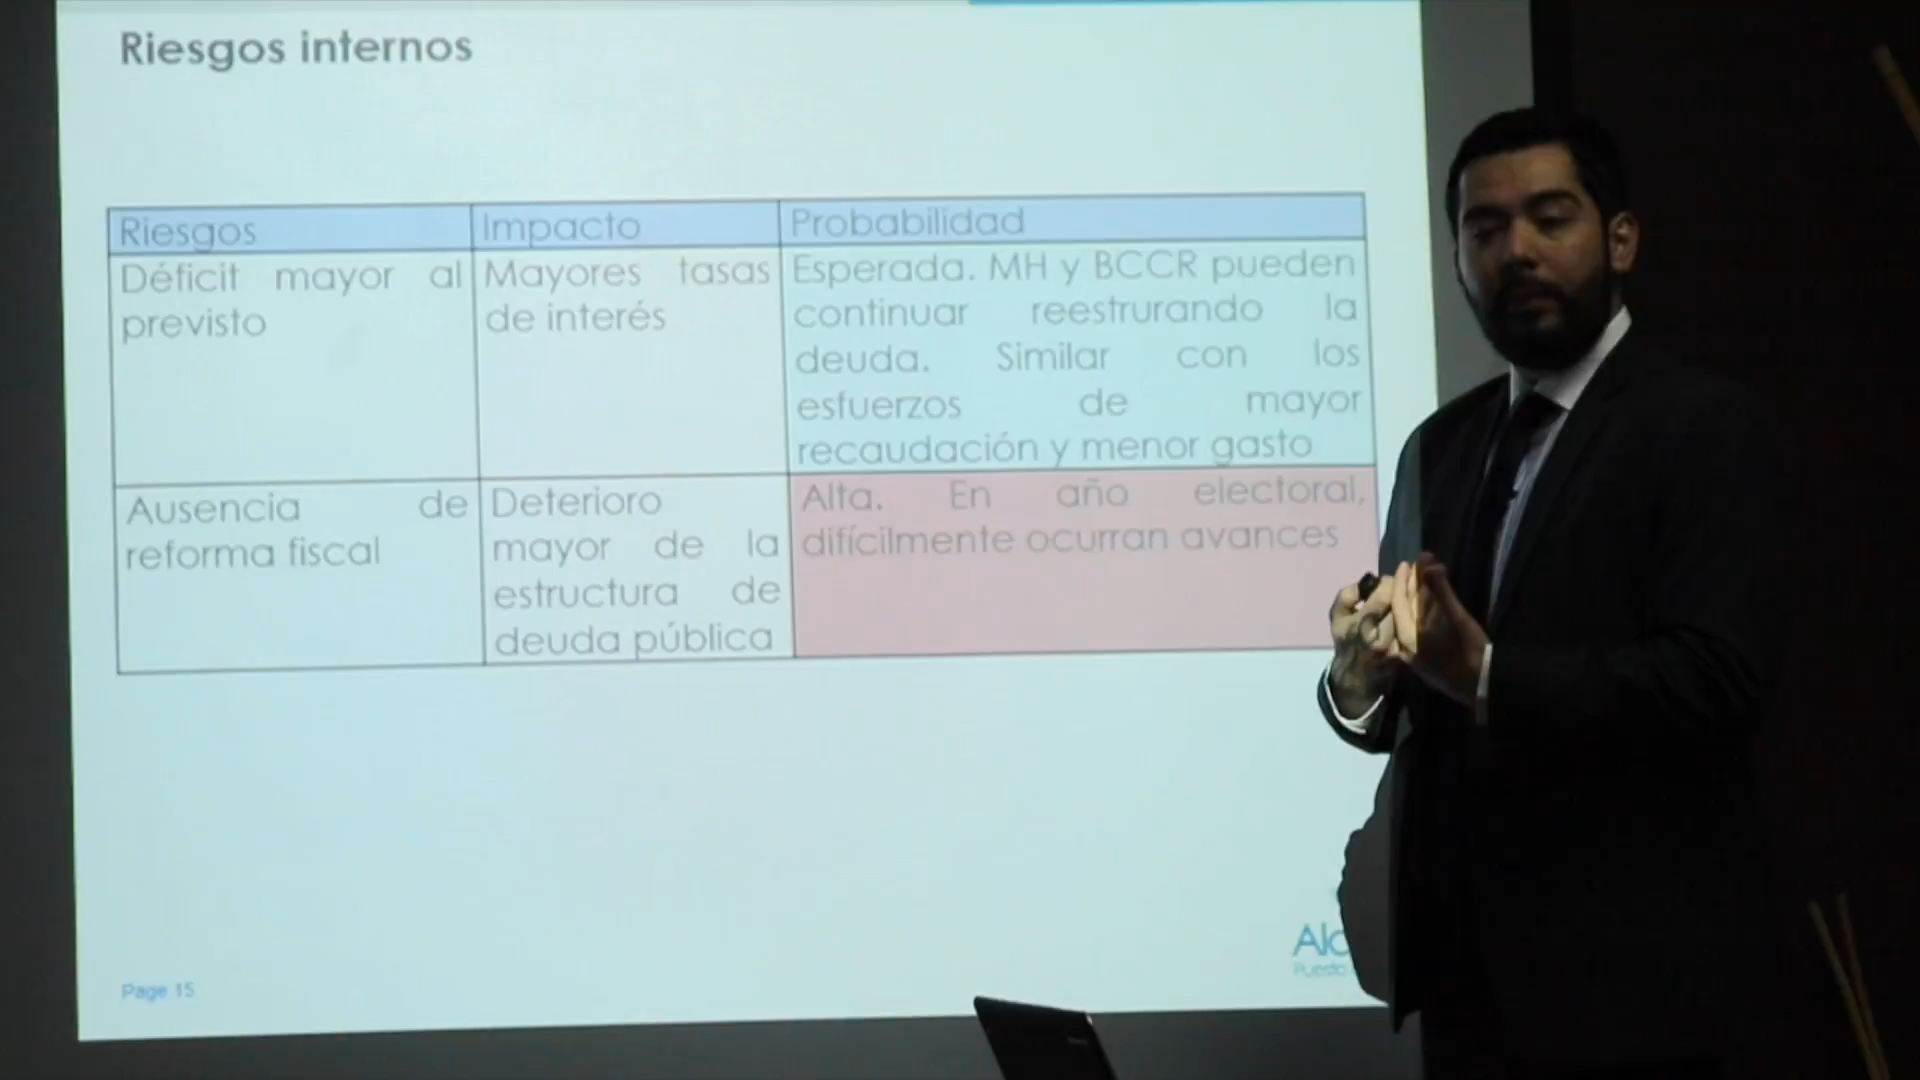 Riesgos internos
Riesgos
Impacto
Probabilidad
Déficit mayor al
previsto
Mayores tasas
de interés
Esperada. MH y BCCR pueden
continuar reestrurando la
deuda. Similar con los
esfuerzos de mayor
recaudación y menor gasto
Ausencia de
reforma fiscal
Deterioro
mayor de la
estructura de
deuda pública
Alta. En año electoral,
difícilmente ocurran avances
Page 15